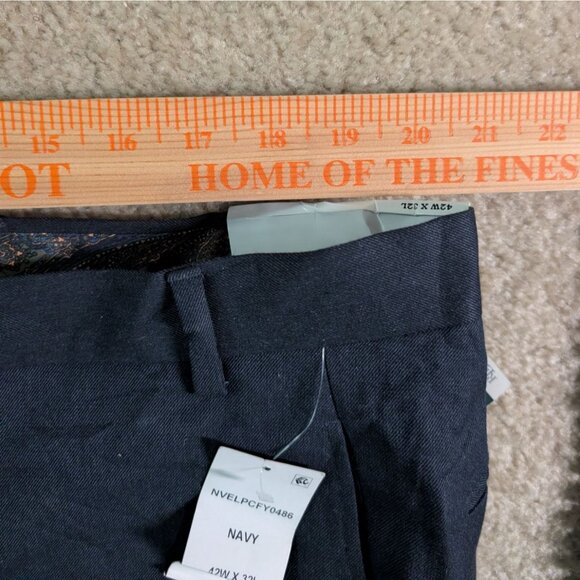 15 16 17 18 19 20 21 22
OT HOME OF THE FINES
42W X 32L
NVELPCFY0486
NAVY
42W X 32L